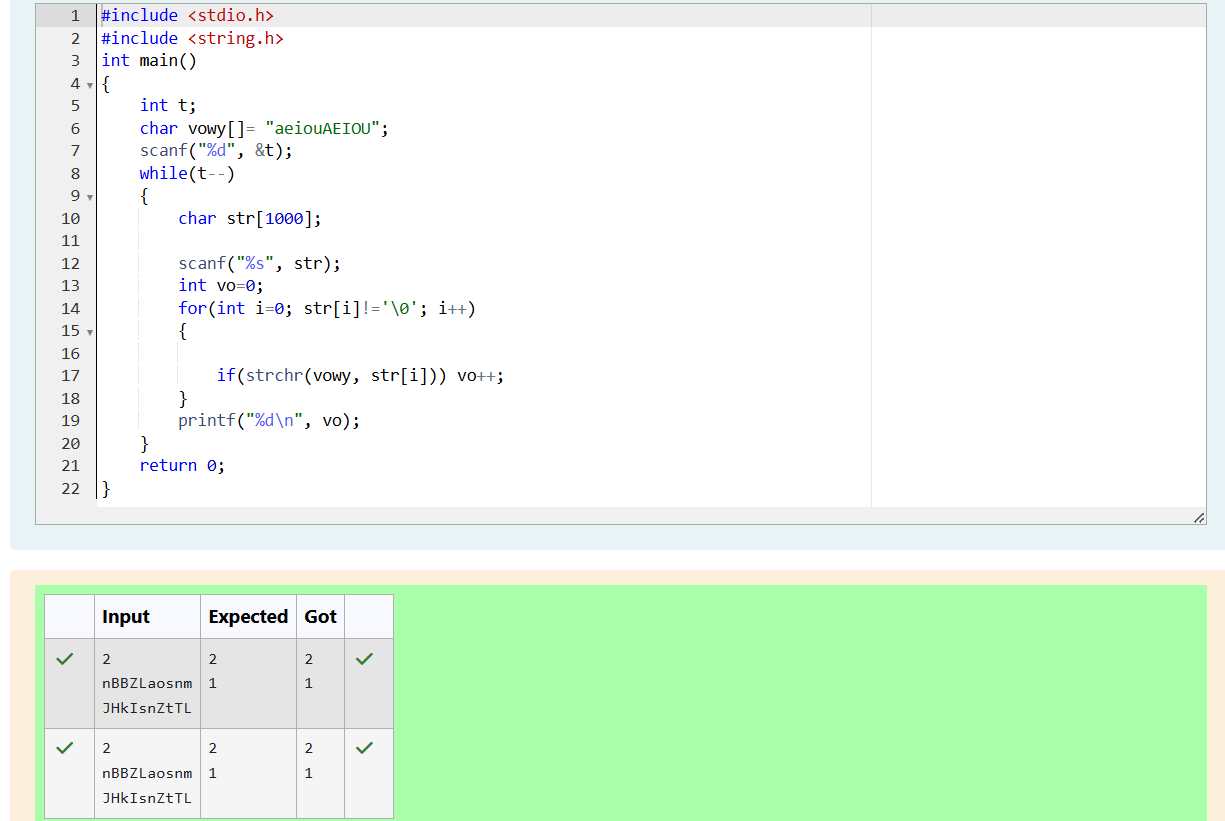 1 #include <stdio.h>
2 #include <string.h>
3 int main()
4 {
5     int t;
6     char vowy[]= "aeiouAEIOU";
7     scanf("%d", &t);
8     while(t--)
9     {
10         char str[1000];
11
12         scanf("%s", str);
13         int vo=0;
14         for(int i=0; str[i]!='\0'; i++)
15         {
16
17             if(strchr(vowy, str[i])) vo++;
18         }
19         printf("%d\n", vo);
20     }
21     return 0;
22 }
Input Expected Got
2 2 2
nBBZLaosnm 1 1
JHkIsnZtTL
2 2 2
nBBZLaosnm 1 1
JHkIsnZtTL